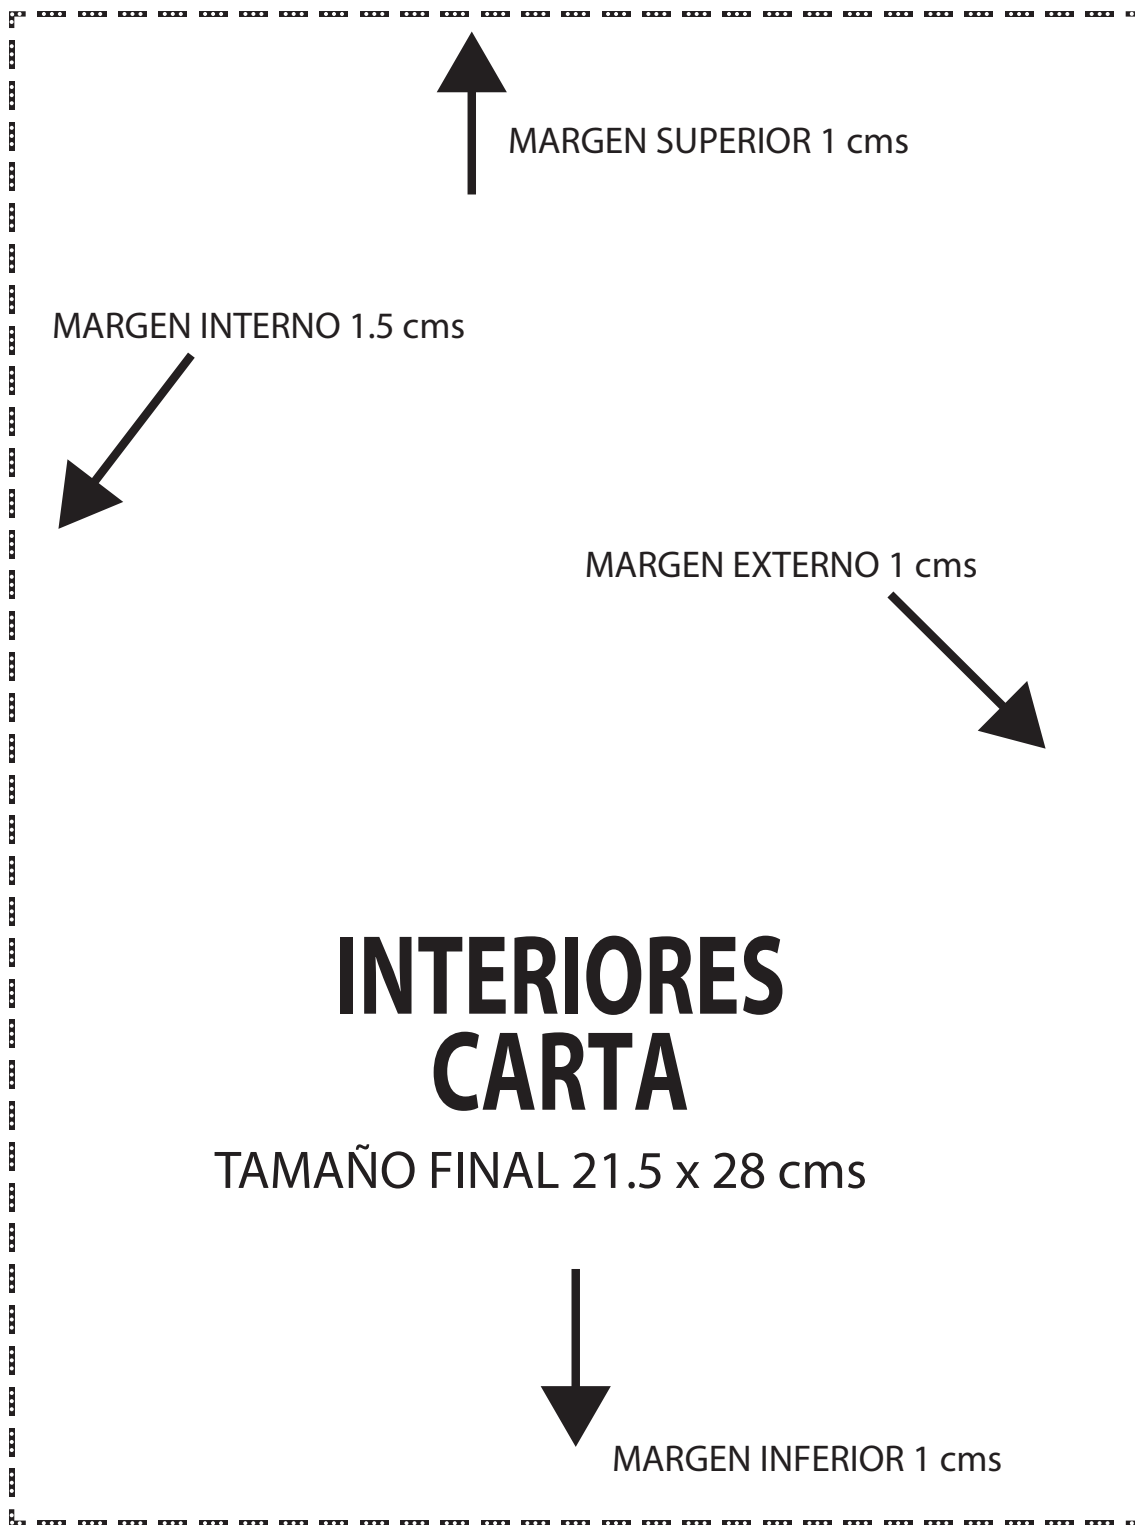 MARGEN SUPERIOR 1 cms
MARGEN INTERNO 1.5 cms
MARGEN EXTERNO 1 cms
INTERIORES
CARTA
TAMAÑO FINAL 21.5 x 28 cms
MARGEN INFERIOR 1 cms